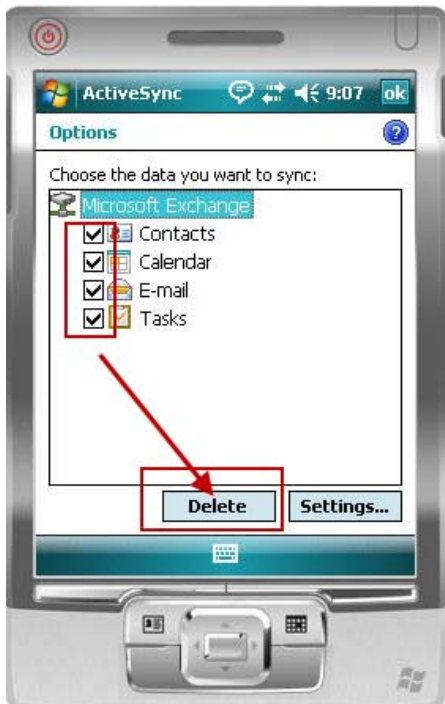 ActiveSync 9:07 ok
Options
Choose the data you want to sync:
Microsoft Exchange
Contacts
Calendar
E-mail
Tasks
Delete Settings...